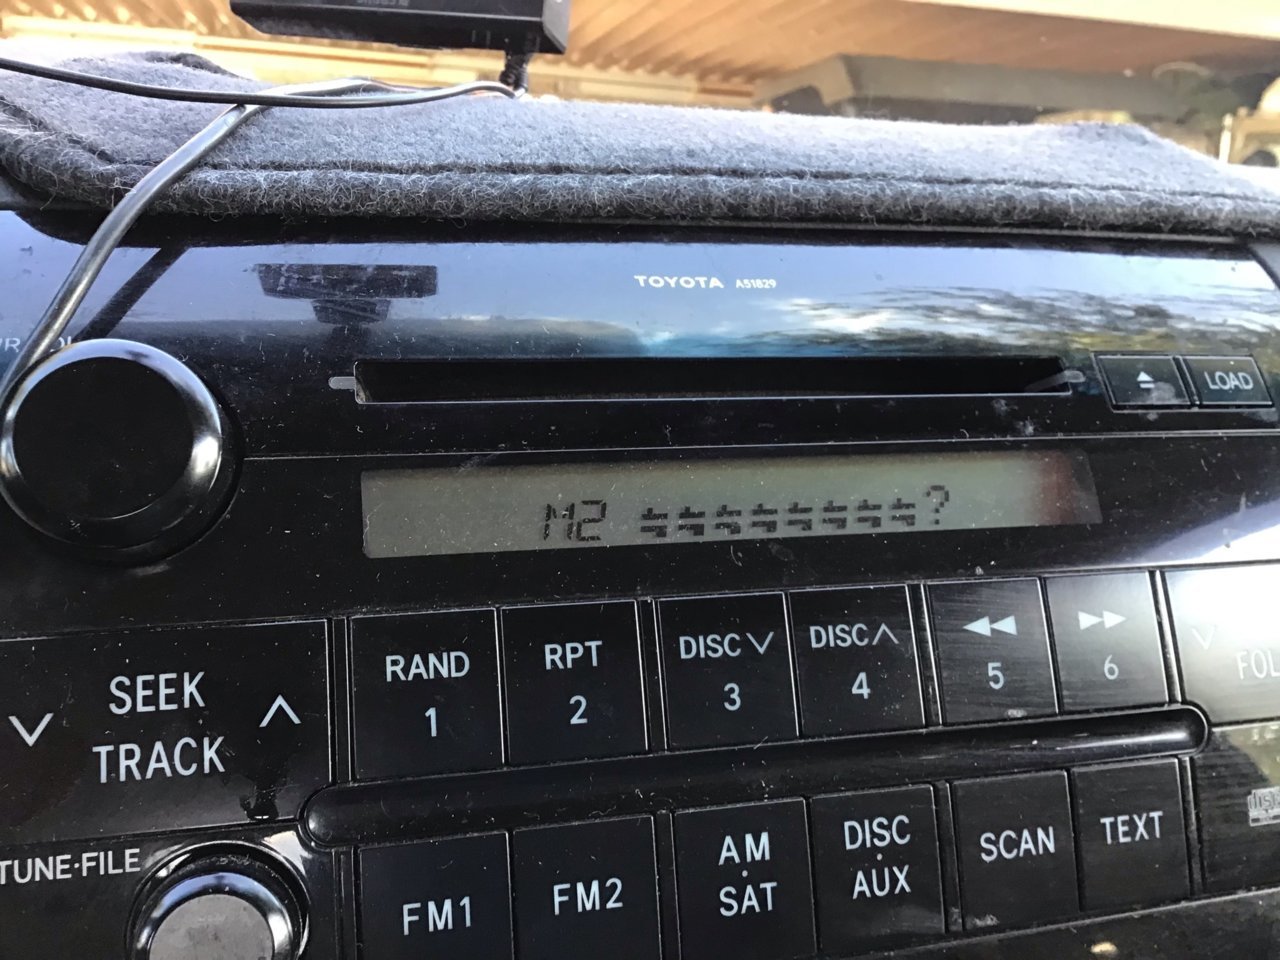 TOYOTA A51829
LOAD
M2 ?
SEEK
TRACK
RAND
1
RPT
2
DISC
3
DISC
4
5
6
TUNE·FILE
FM1
FM2
AM
SAT
DISC
AUX
SCAN
TEXT